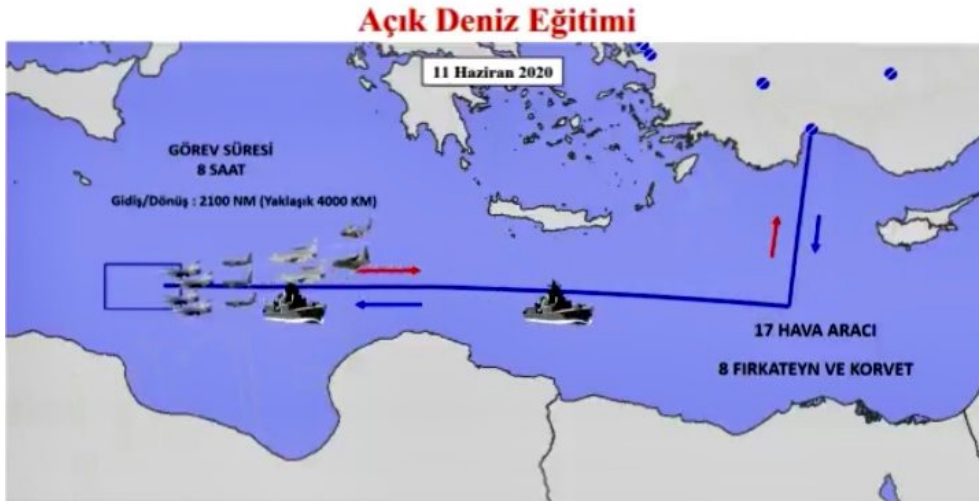 Açık Deniz Eğitimi
11 Haziran 2020
GÖREV SÜRESİ
8 SAAT
Gidiş/Dönüş : 2100 NM (Yaklaşık 4000 KM)
17 HAVA ARACI
8 FIRKATEYN VE KORVET